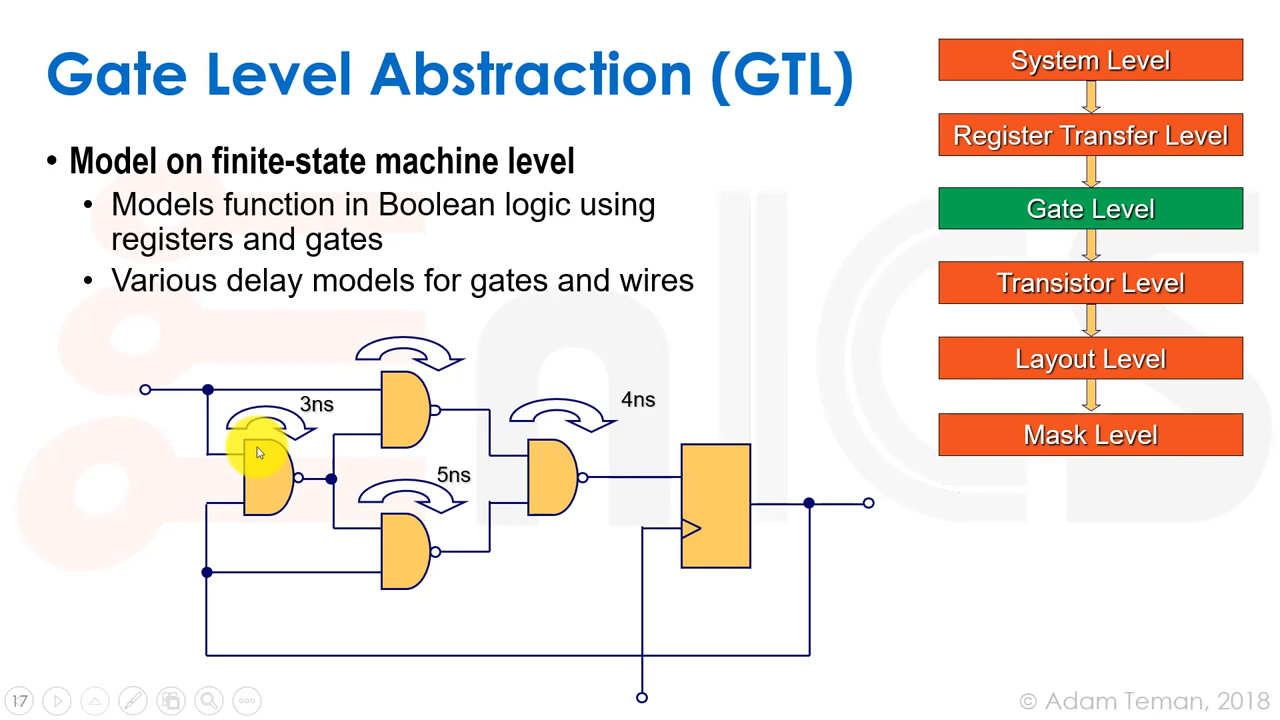 Gate Level Abstraction (GTL)
• Model on finite-state machine level
• Models function in Boolean logic using
registers and gates
• Various delay models for gates and wires
System Level
Register Transfer Level
Gate Level
Transistor Level
Layout Level
Mask Level
3ns
4ns
5ns
enics
17
© Adam Teman, 2018